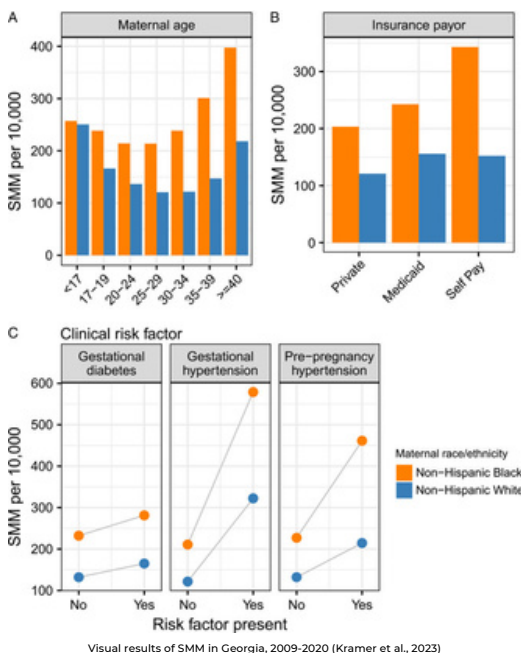 A
Maternal age
SMM per 10,000
400
300
200
100
0
<17
17-19
20-24
25-29
30-34
35-39
>=40
B
Insurance payor
SMM per 10,000
300
200
100
0
Private
Medicaid
Self Pay
C Clinical risk factor
Gestational diabetes
Gestational hypertension
Pre-pregnancy hypertension
SMM per 10,000
600
500
400
300
200
100
No Yes No Yes No Yes
Risk factor present
Maternal race/ethnicity
Non-Hispanic Black
Non-Hispanic White
Visual results of SMM in Georgia, 2009-2020 (Kramer et al., 2023)